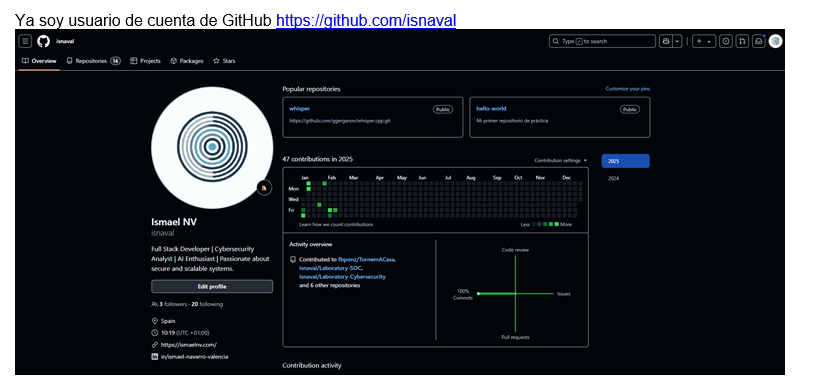 Ya soy usuario de cuenta de GitHub https://github.com/isnaval
isnaval
Type / to search
Overview
Repositories 54
Projects
Packages
Stars
Popular repositories
Customize your pins
whisper
Public
https://github.com/ggerganov/whisper.cpp.git
hello-world
Public
Mi primer repositorio de práctica
47 contributions in 2025
Contribution settings
2025
2024
Jan Feb Mar Apr May Jun Jul Aug Sep Oct Nov Dec
Mon
Wed
Fri
Learn how we count contributions
Less
More
Ismael NV
isnaval
Full Stack Developer | Cybersecurity
Analyst | AI Enthusiast | Passionate about
secure and scalable systems.
Edit profile
3 followers · 20 following
Spain
10:19 (UTC +01:00)
https://ismaelnv.com/
in/ismael-navarro-valencia
Activity overview
Contributed to fbponz/TornamACasa,
isnaval/Laboratory-SOC,
isnaval/Laboratory-Cybersecurity
and 6 other repositories
Code review
100%
Commits
Issues
Pull requests
Contribution activity